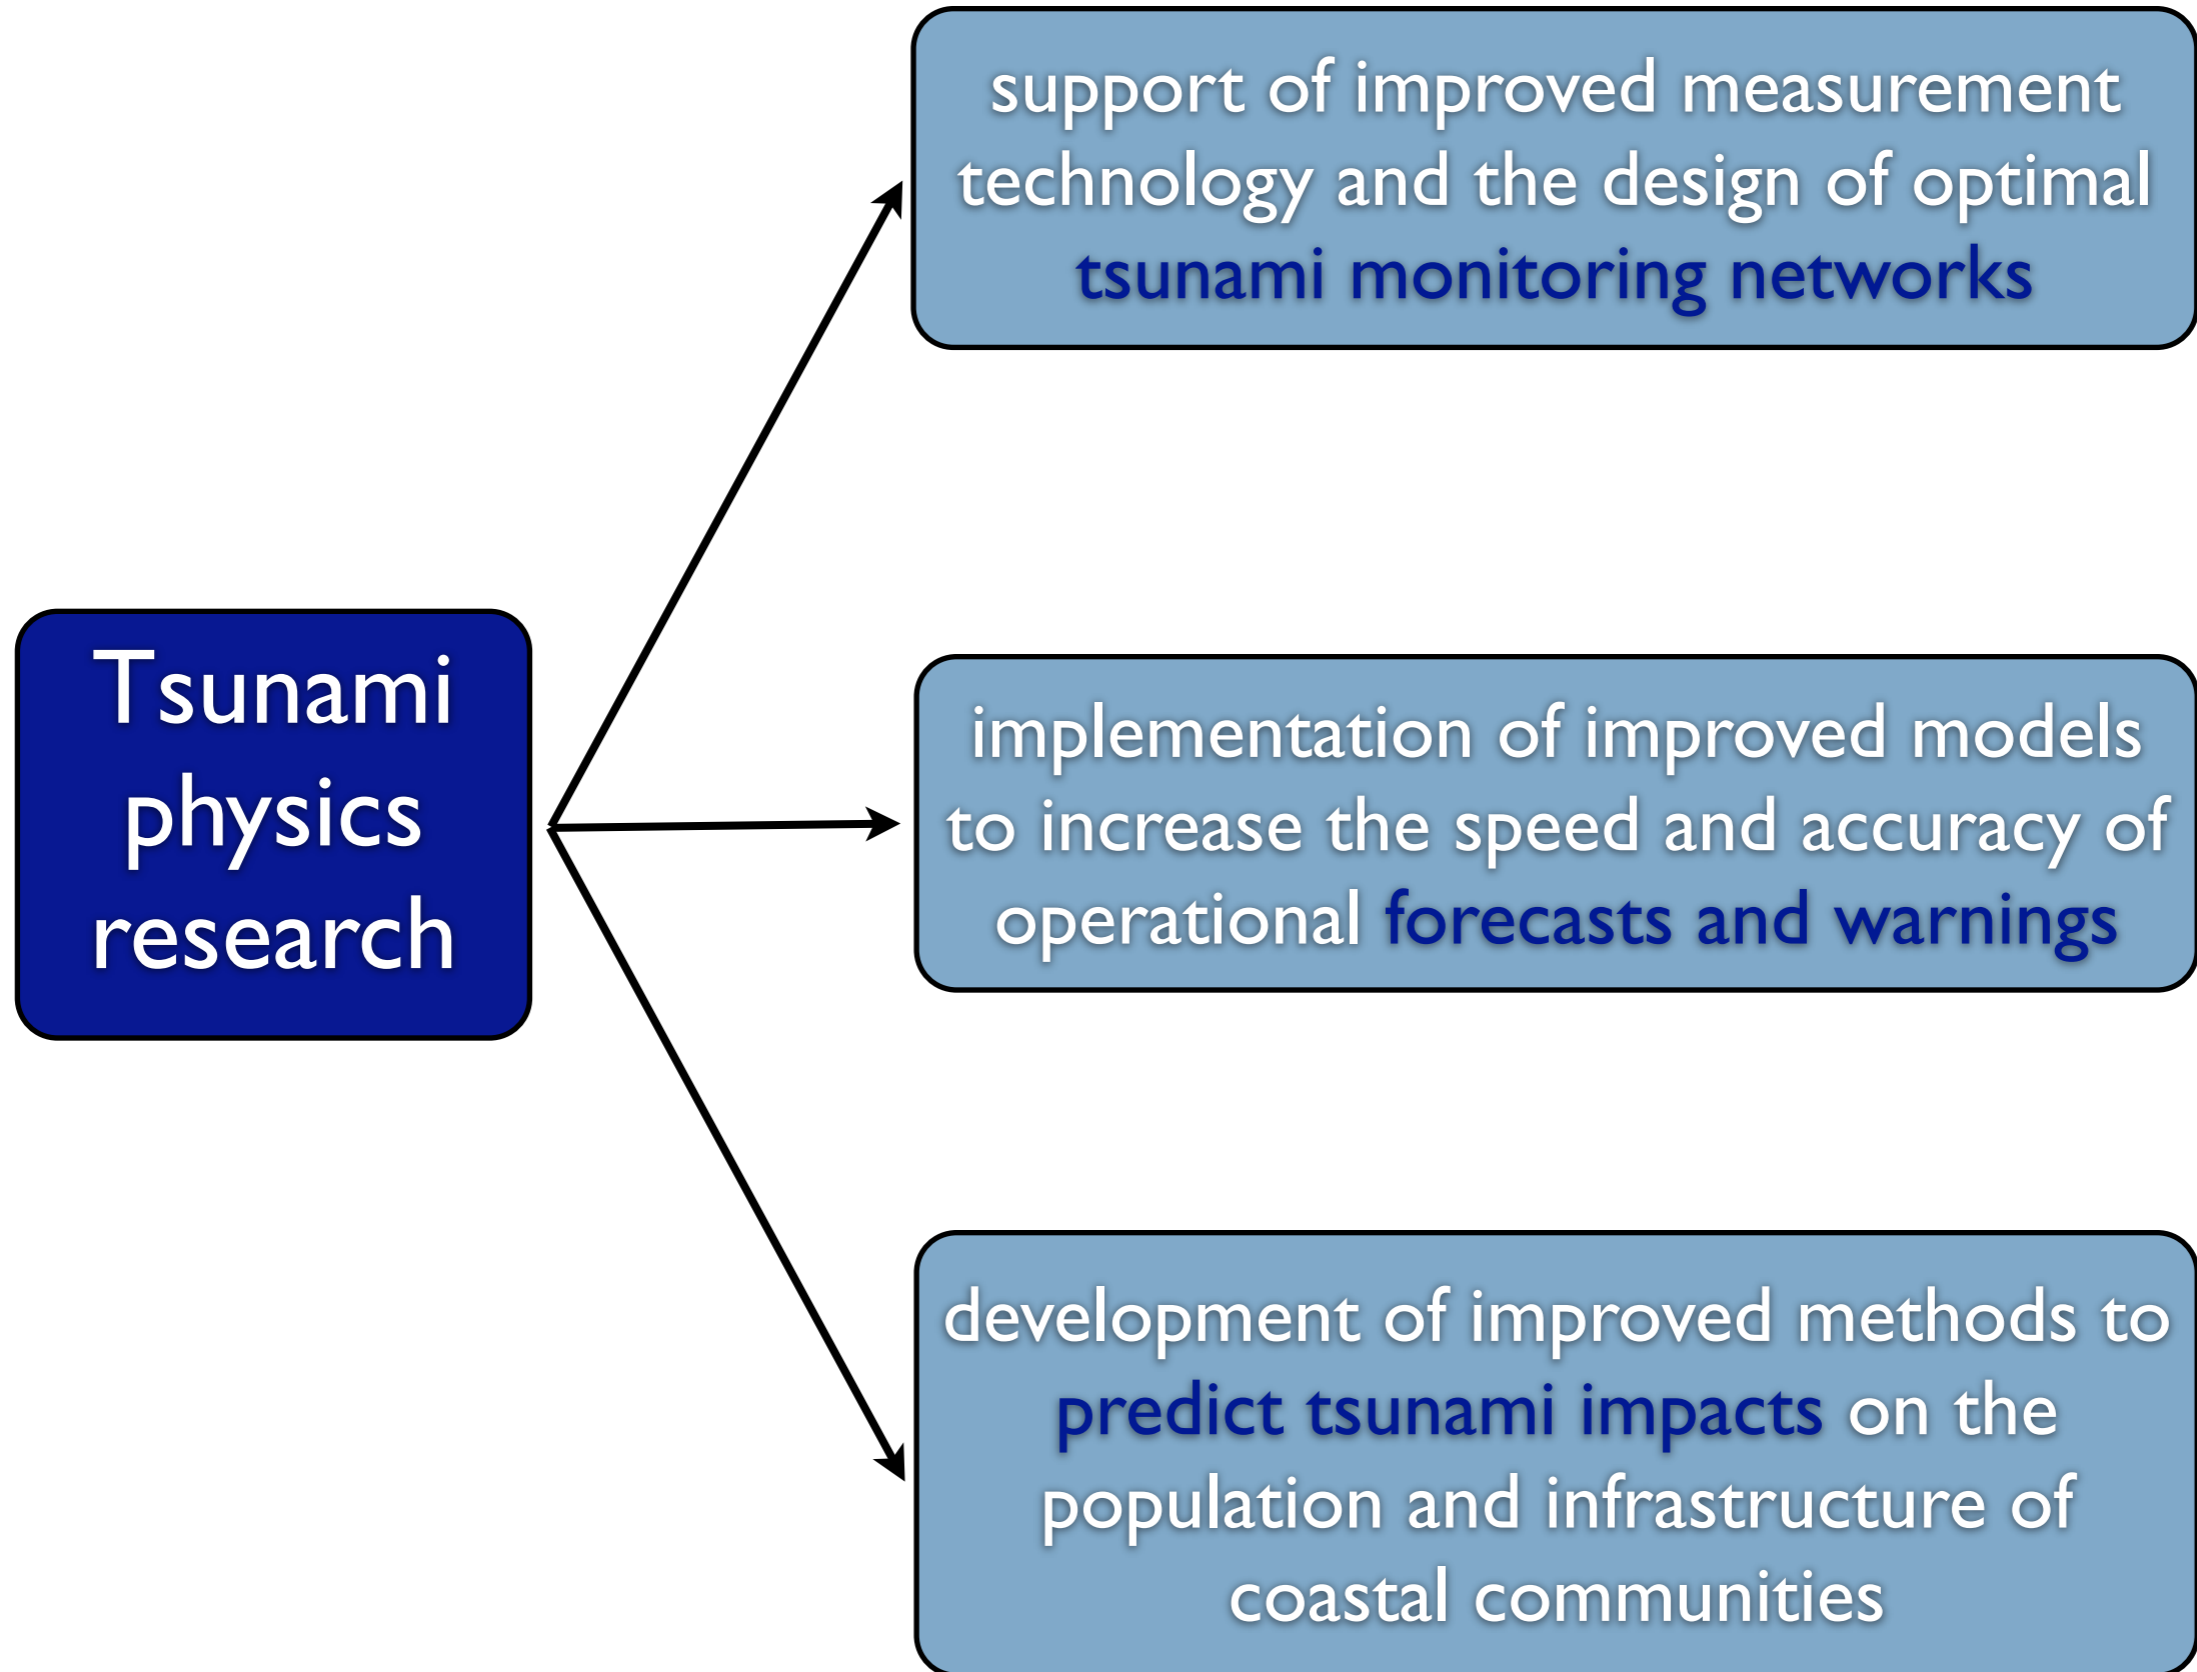 Tsunami
physics
research
support of improved measurement
technology and the design of optimal
tsunami monitoring networks
implementation of improved models
to increase the speed and accuracy of
operational forecasts and warnings
development of improved methods to
predict tsunami impacts on the
population and infrastructure of
coastal communities